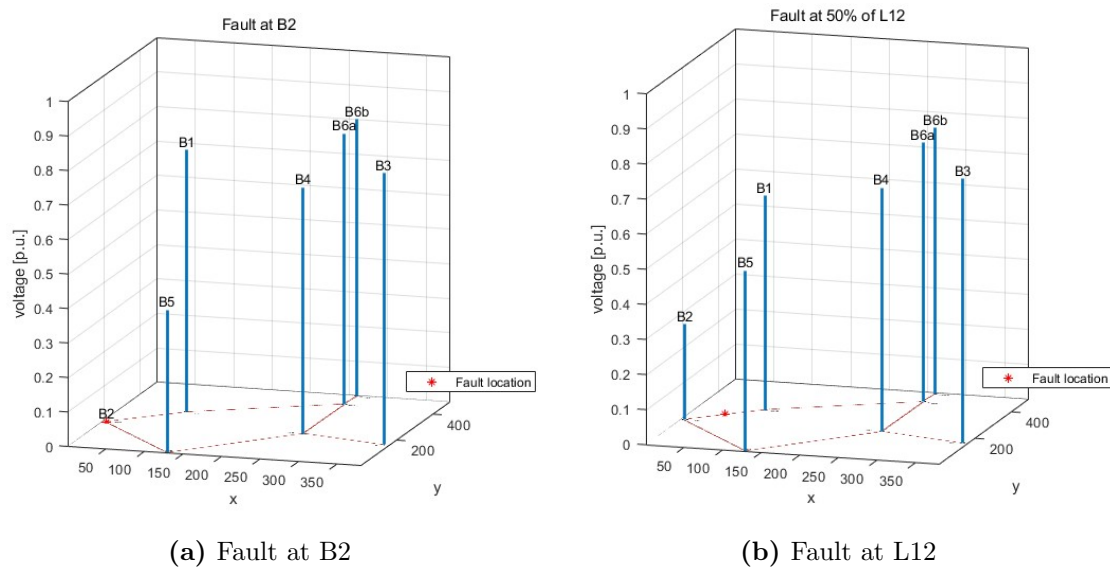 Fault at B2
1
0.9
0.8
0.7
0.6
0.5
0.4
0.3
0.2
0.1
0
voltage [p.u.]
B1
B2
B3
B4
B5
B6a
B6b
Fault location
50
100
150
200
250
300
350
x
200
400
y
(a) Fault at B2
Fault at 50% of L12
1
0.9
0.8
0.7
0.6
0.5
0.4
0.3
0.2
0.1
0
voltage [p.u.]
B1
B2
B3
B4
B5
B6a
B6b
Fault location
50
100
150
200
250
300
350
x
200
400
y
(b) Fault at L12